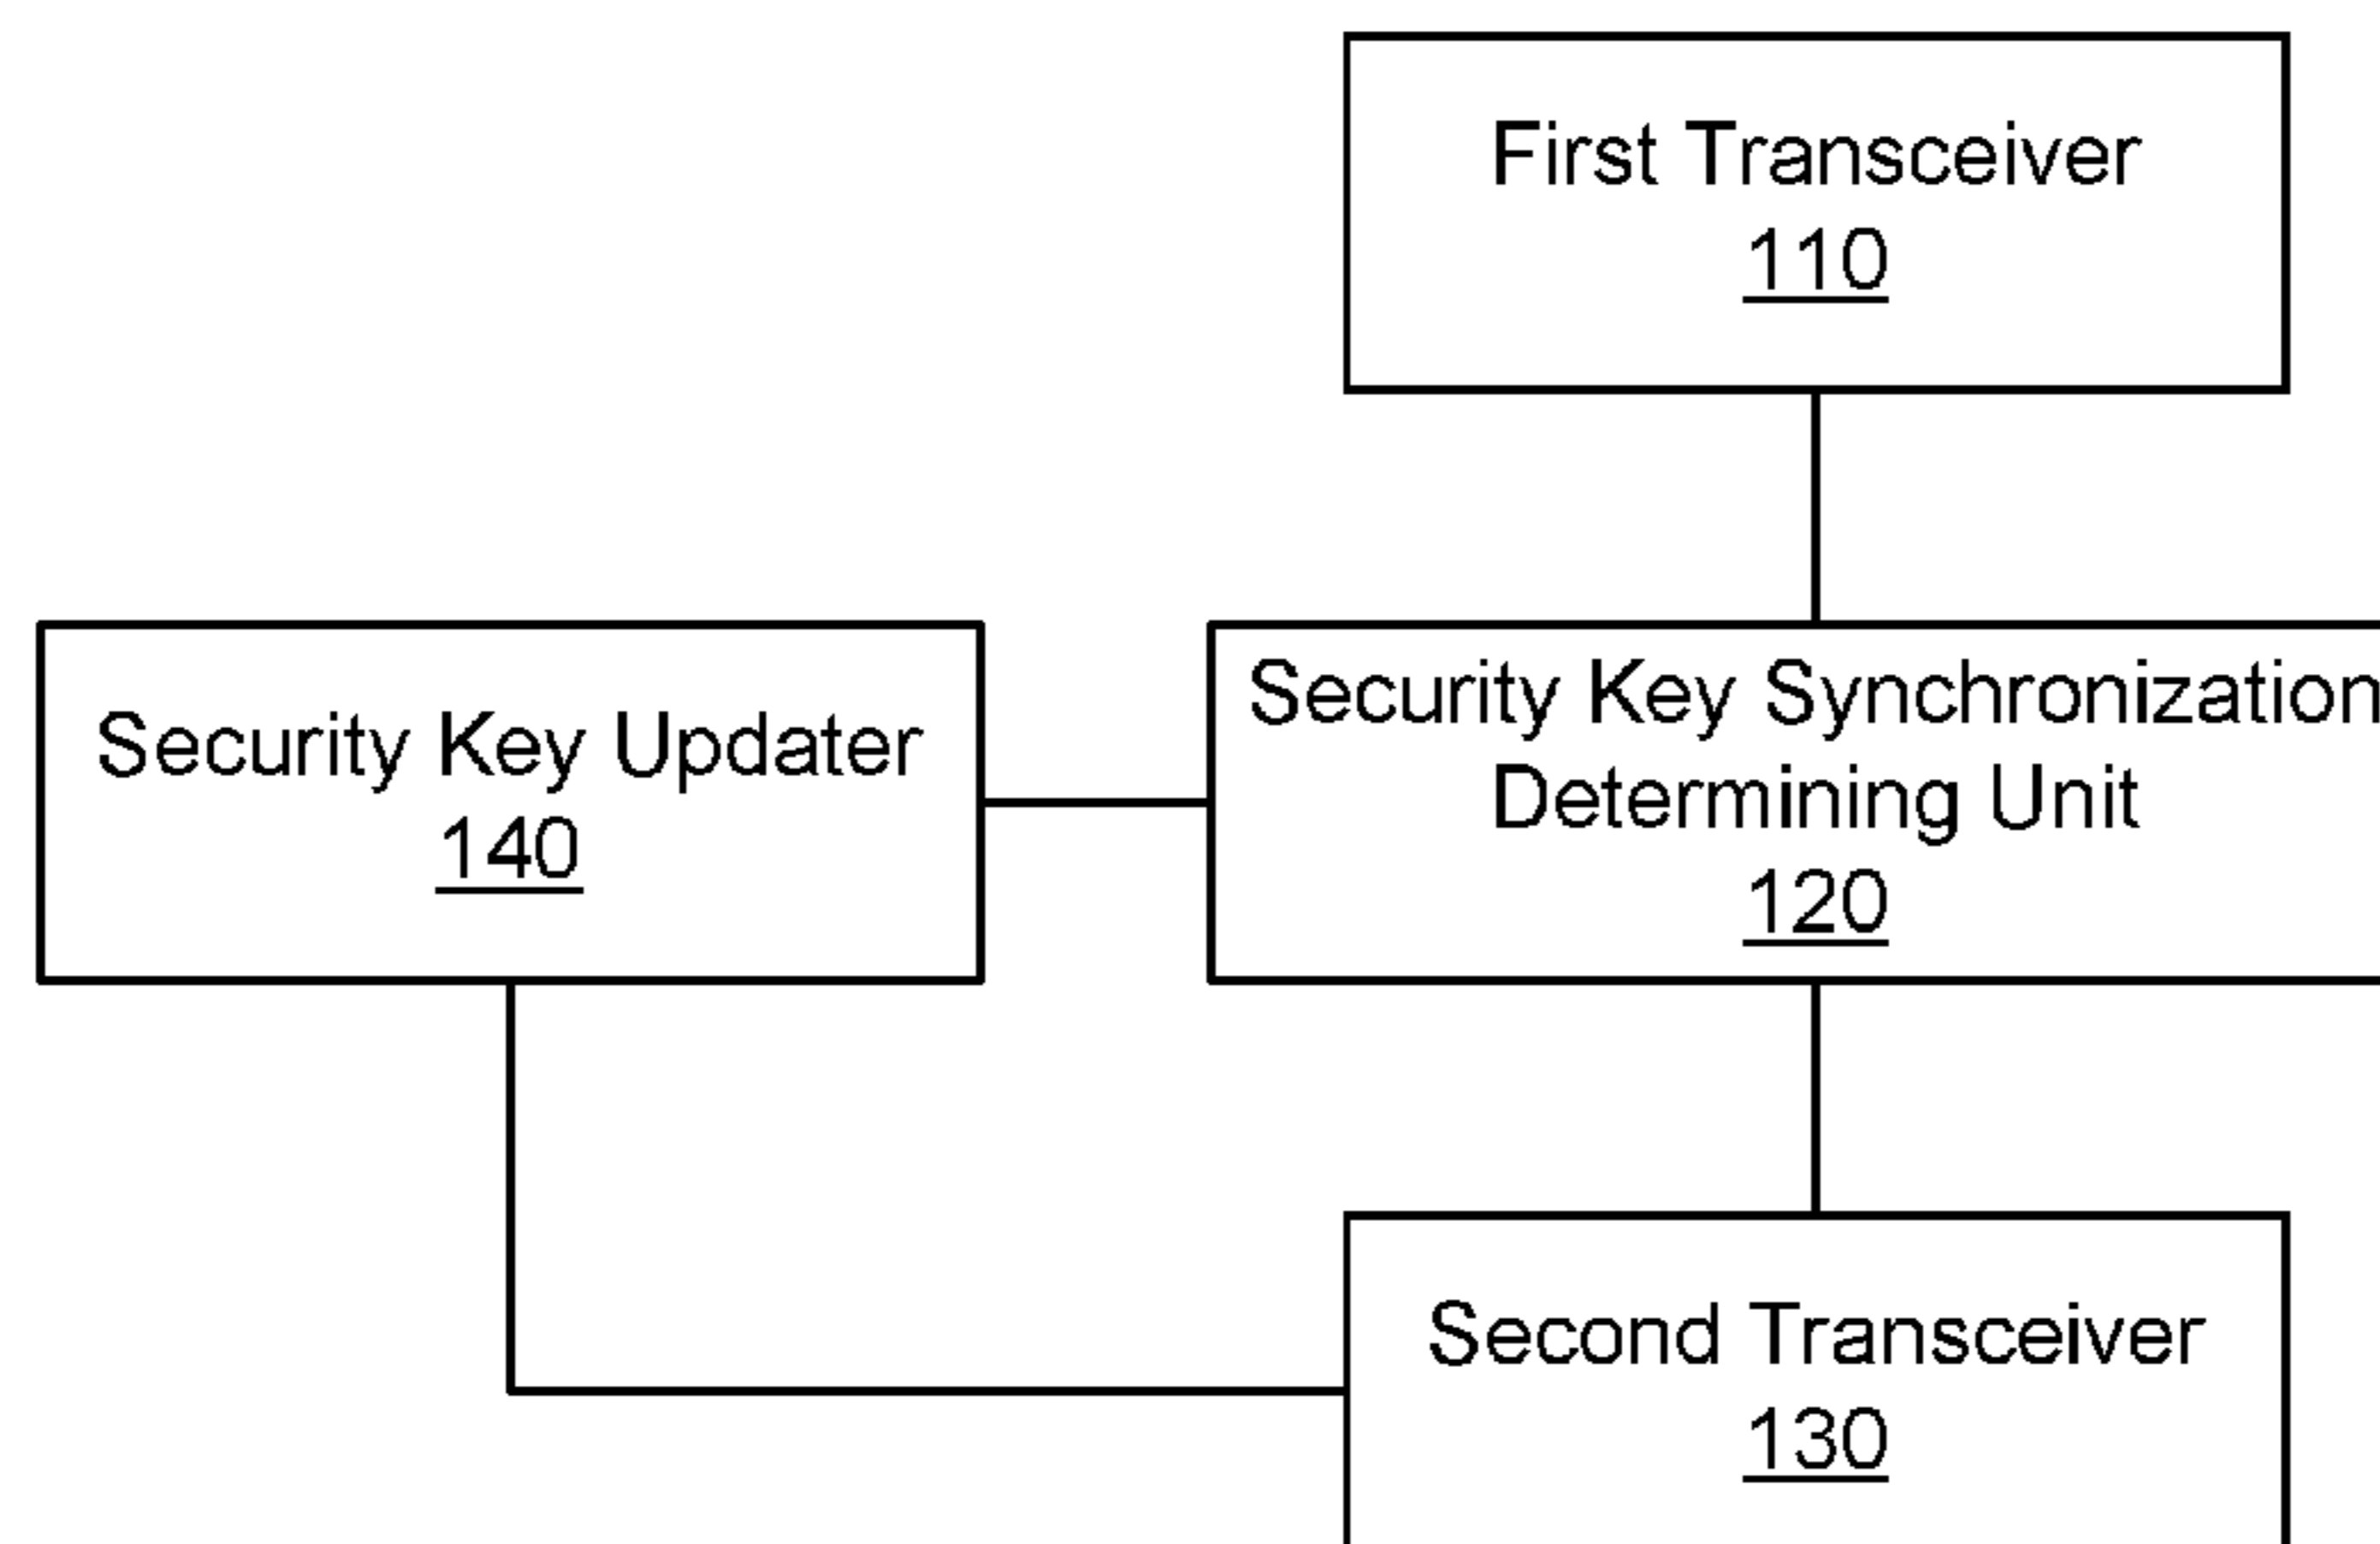 First Transceiver
110
Security Key Updater
140
Security Key Synchronization
Determining Unit
120
Second Transceiver
130